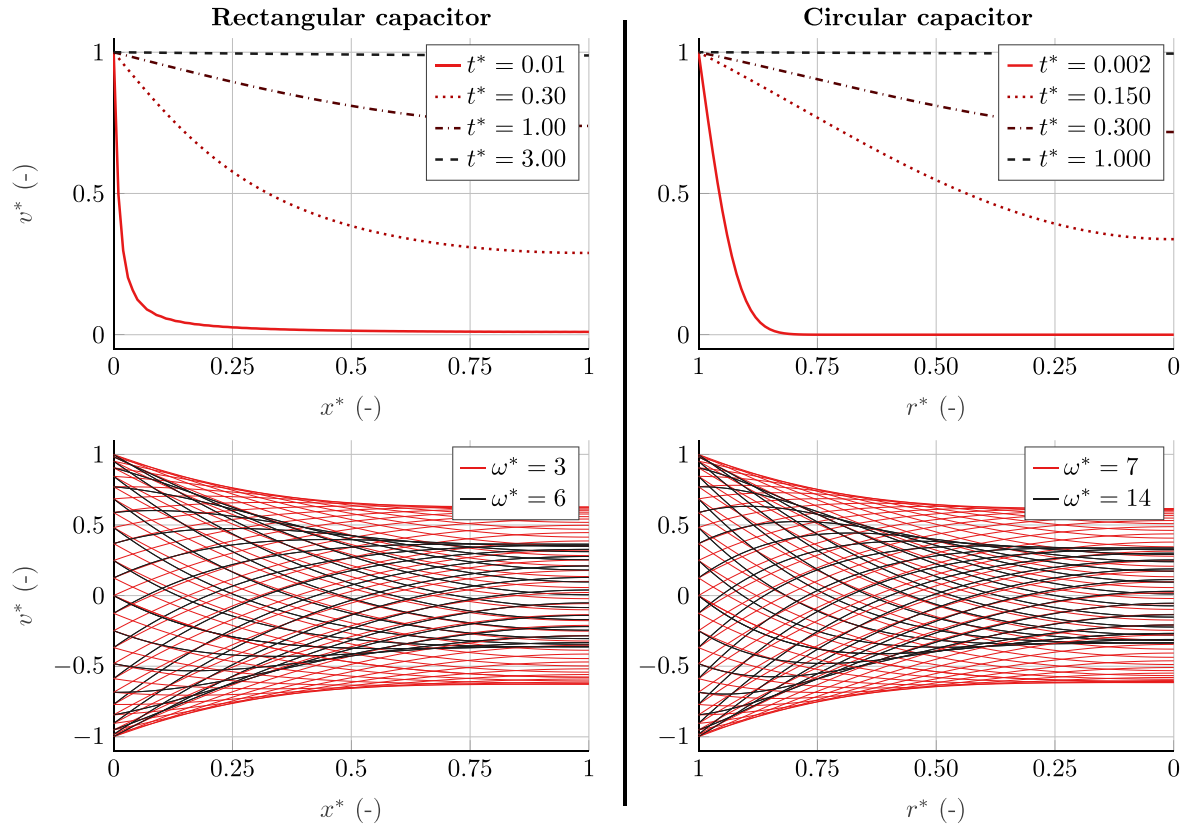 Rectangular capacitor
1
0.5
0
v* (-)
t* = 0.01
t* = 0.30
t* = 1.00
t* = 3.00
0
0.25
0.5
0.75
1
x* (-)
Circular capacitor
1
0.5
0
t* = 0.002
t* = 0.150
t* = 0.300
t* = 1.000
1
0.75
0.50
0.25
0
r* (-)
1
0.5
0
−0.5
−1
v* (-)
ω* = 3
ω* = 6
0
0.25
0.5
0.75
1
x* (-)
1
0.5
0
−0.5
−1
ω* = 7
ω* = 14
1
0.75
0.50
0.25
0
r* (-)